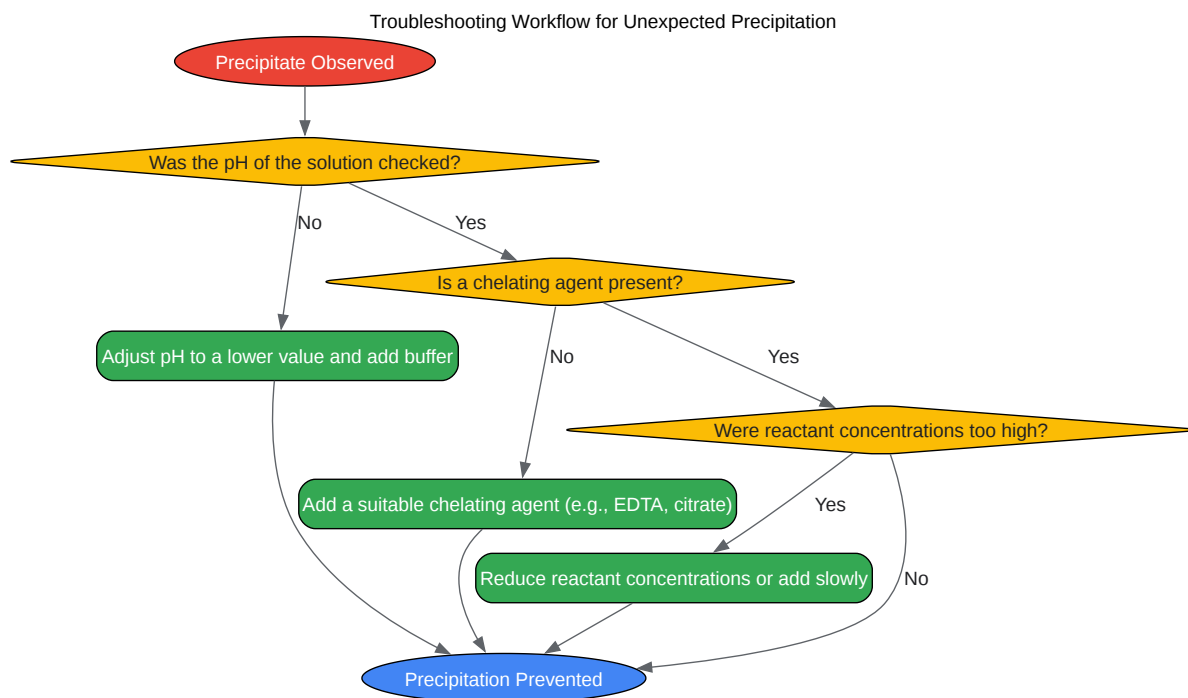 Troubleshooting Workflow for Unexpected Precipitation
Precipitate Observed
Was the pH of the solution checked?
No
Yes
Is a chelating agent present?
Adjust pH to a lower value and add buffer
No
Yes
Were reactant concentrations too high?
Add a suitable chelating agent (e.g., EDTA, citrate)
Yes
Reduce reactant concentrations or add slowly
No
Precipitation Prevented